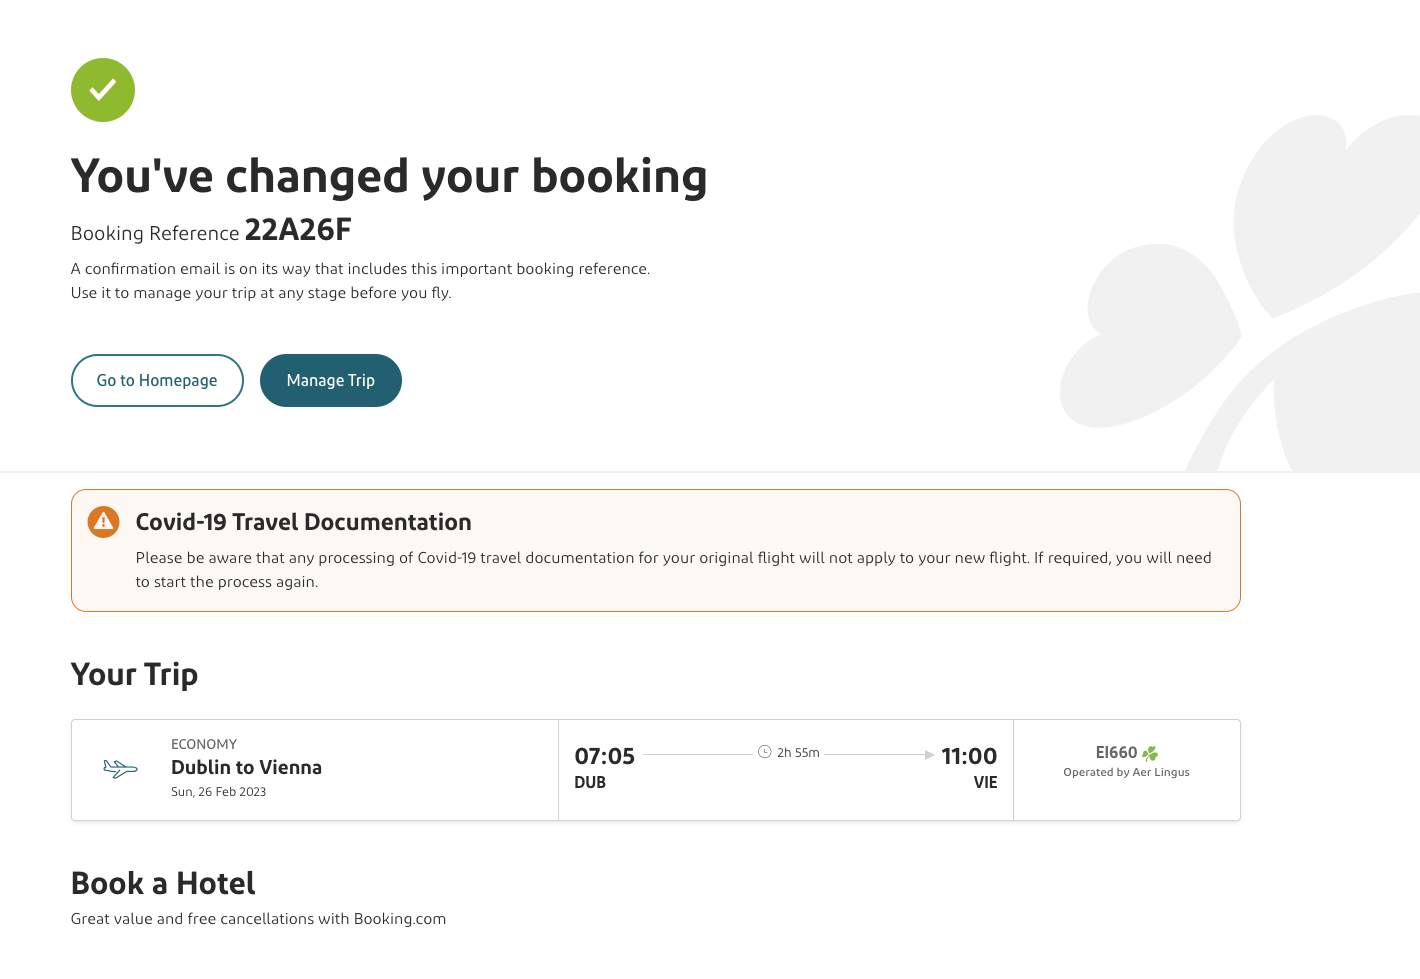 You've changed your booking
Booking Reference 22A26F
A confirmation email is on its way that includes this important booking reference.
Use it to manage your trip at any stage before you fly.
Go to Homepage
Manage Trip
Covid-19 Travel Documentation
Please be aware that any processing of Covid-19 travel documentation for your original flight will not apply to your new flight. If required, you will need
to start the process again.
Your Trip
ECONOMY
Dublin to Vienna
Sun, 26 Feb 2023
07:05
2h 55m
11:00
DUB
VIE
EI660
Operated by Aer Lingus
Book a Hotel
Great value and free cancellations with Booking.com